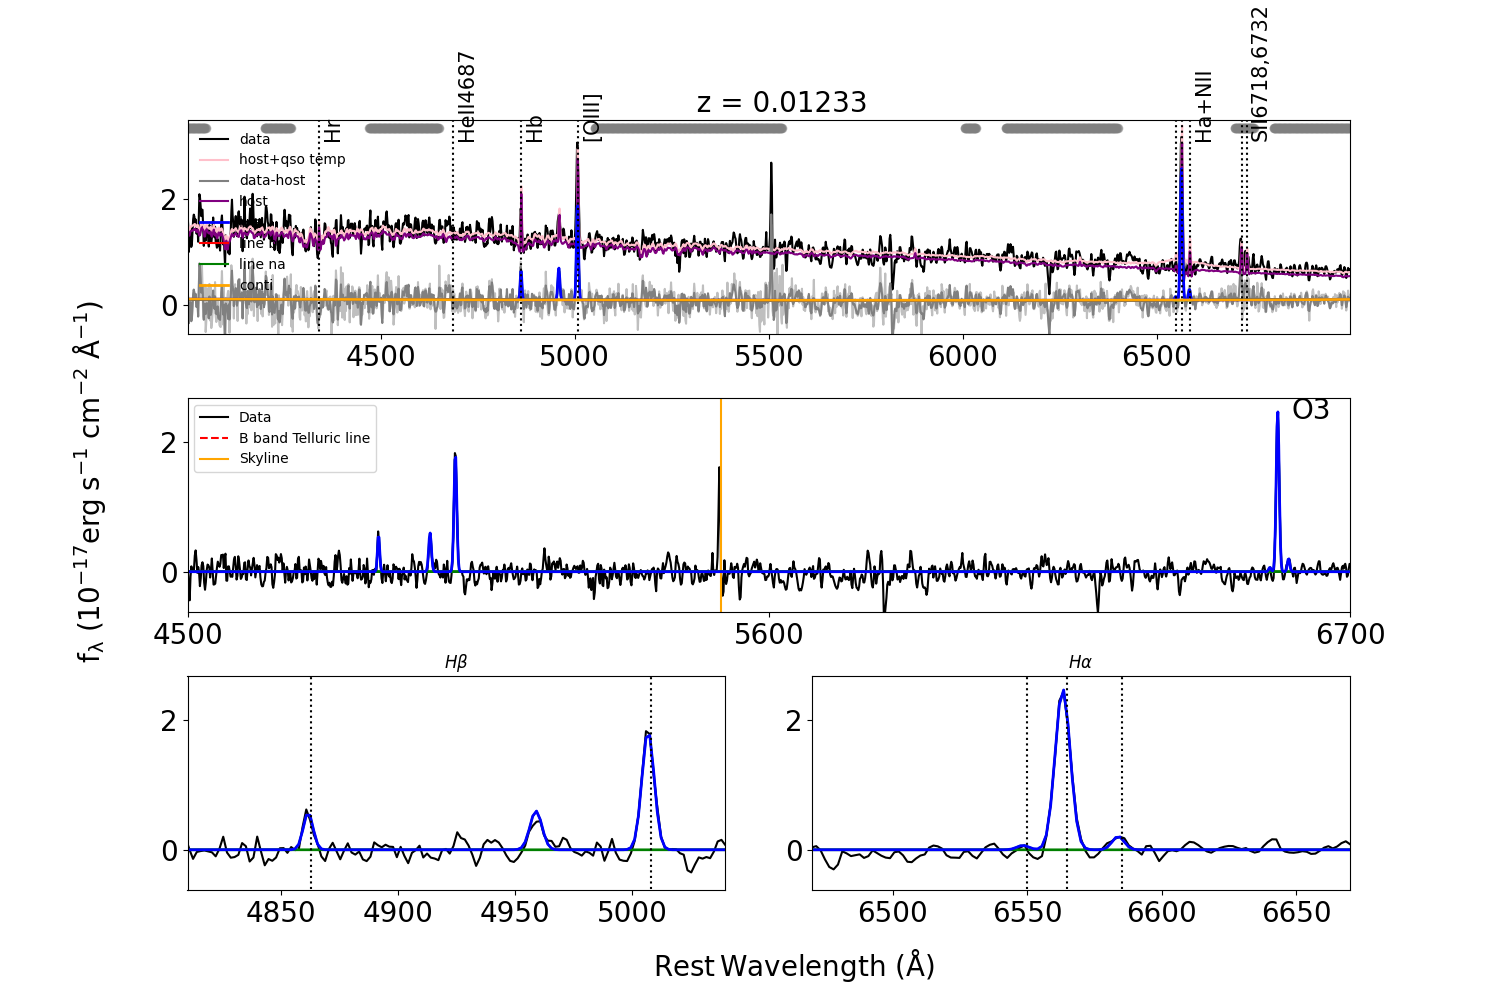 z = 0.01233
Hr
HeII4687
Hb
[OIII]
Ha+NII
SII6718,6732
data
host+qso temp
data-host
host
line
line na
conti
2
0
4500 5000 5500 6000 6500
fλ (10⁻¹⁷erg s⁻¹ cm⁻² Å⁻¹)
Data
B band Telluric line
Skyline
O3
2
0
4500 5600 6700
Hβ
2
0
4850 4900 4950 5000
Hα
2
0
6500 6550 6600 6650
Rest Wavelength (Å)